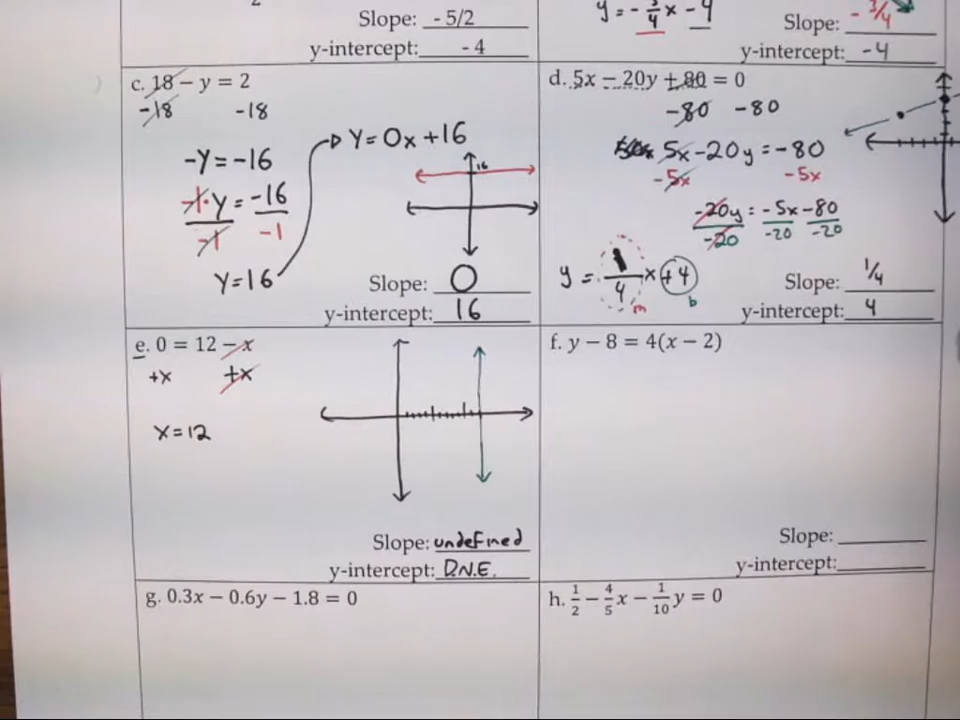 Slope: - 5/2
y-intercept: - 4
y = - 3/4 x - 4
Slope: - 3/4
y-intercept: - 4
c. 18 − y = 2
-18 -18
-y = -16
-1·y = -16
-1 -1
y = 16
y = 0x + 16
16
Slope: 0
y-intercept: 16
d. 5x − 20y + 80 = 0
-80 -80
5x - 20y = -80
-5x -5x
-20y = -5x - 80
-20 -20 -20
y = 1/4 x + 4
m b
Slope: 1/4
y-intercept: 4
e. 0 = 12 − x
+x +x
x = 12
Slope: undefined
y-intercept: D.N.E.
f. y − 8 = 4(x − 2)
Slope:
y-intercept:
g. 0.3x − 0.6y − 1.8 = 0
h. 1/2 − 4/5 x − 1/10 y = 0